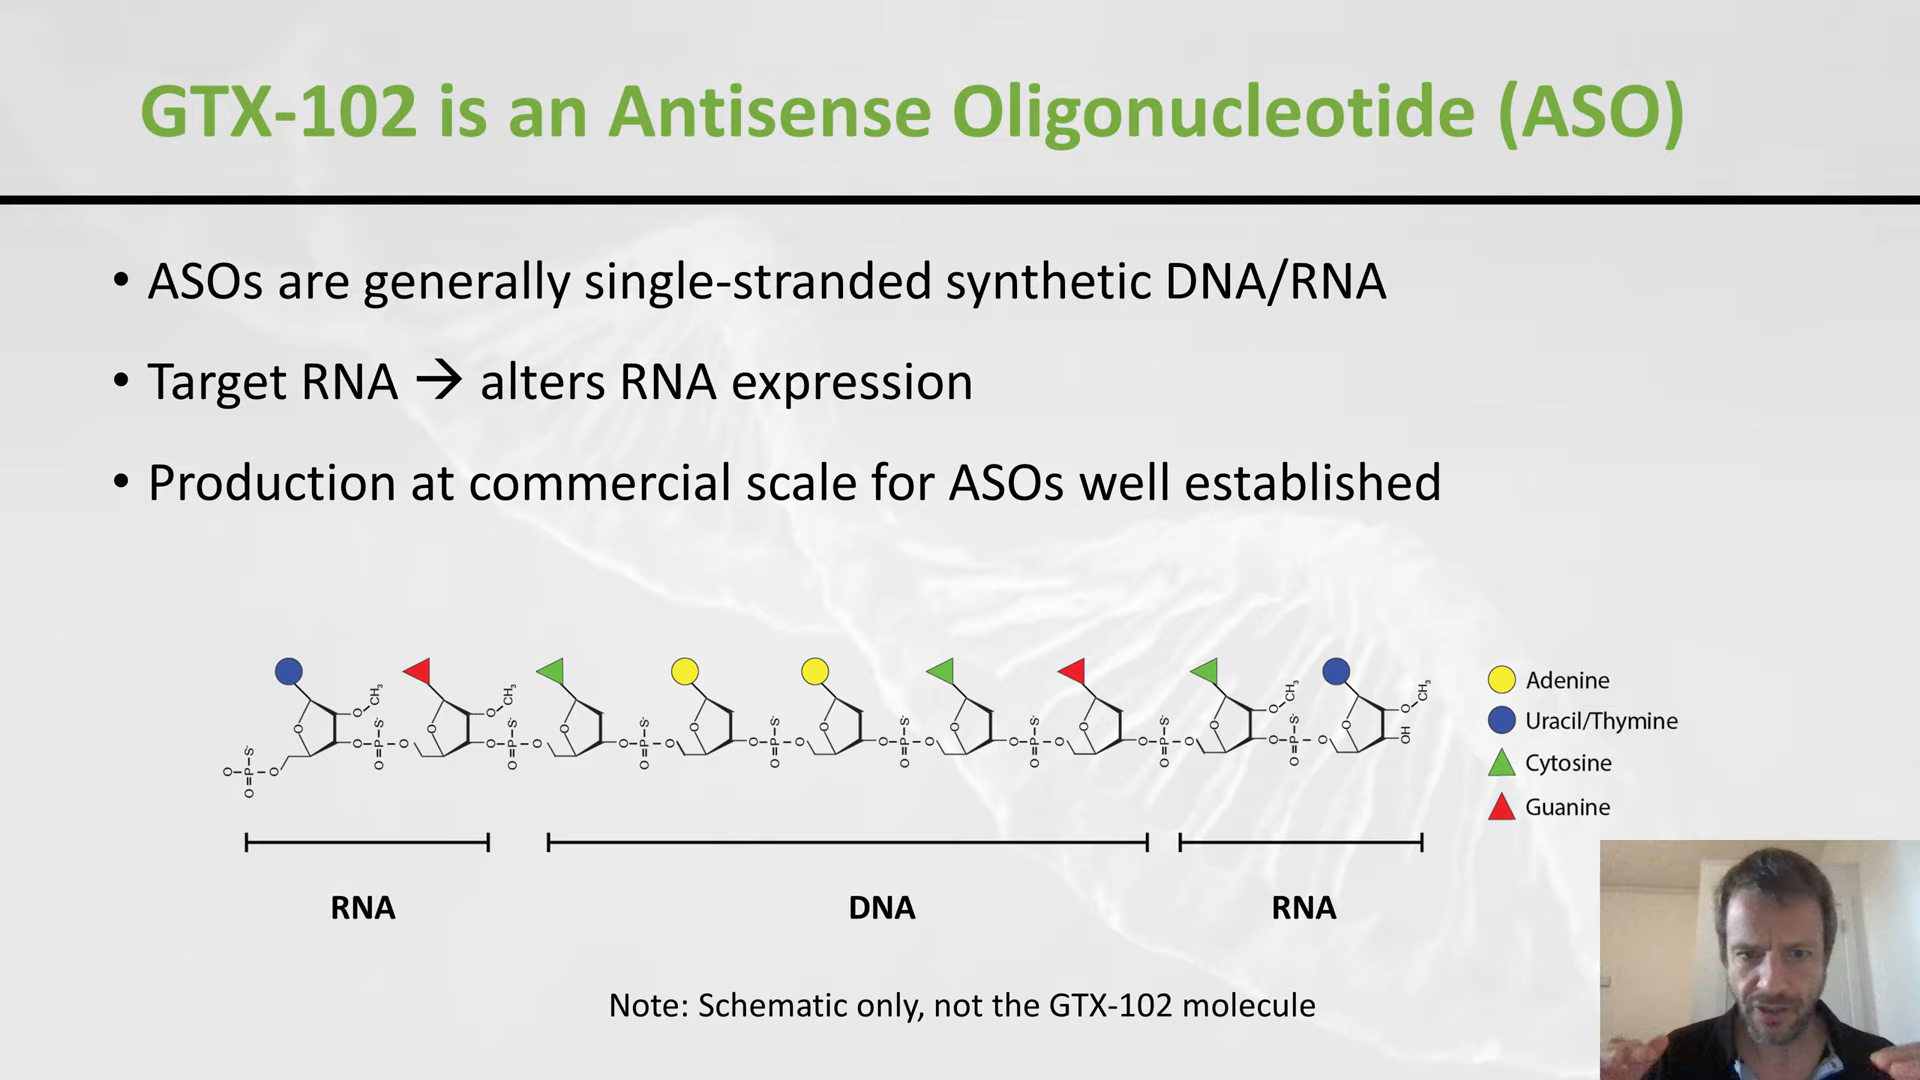 GTX-102 is an Antisense Oligonucleotide (ASO)
• ASOs are generally single-stranded synthetic DNA/RNA
• Target RNA → alters RNA expression
• Production at commercial scale for ASOs well established
Adenine
Uracil/Thymine
Cytosine
Guanine
RNA
DNA
RNA
Note: Schematic only, not the GTX-102 molecule